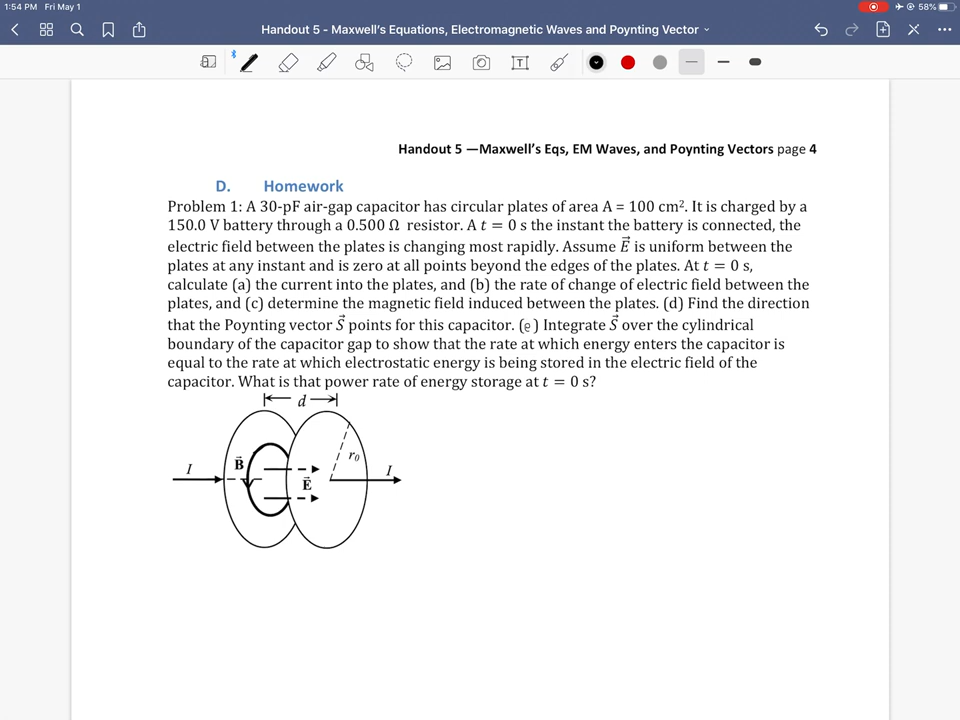 1:54 PM Fri May 1
58%
Handout 5 - Maxwell's Equations, Electromagnetic Waves and Poynting Vector
Handout 5 —Maxwell's Eqs, EM Waves, and Poynting Vectors page 4
D. Homework
Problem 1: A 30-pF air-gap capacitor has circular plates of area A = 100 cm². It is charged by a
150.0 V battery through a 0.500 Ω resistor. A t = 0 s the instant the battery is connected, the
electric field between the plates is changing most rapidly. Assume E⃗ is uniform between the
plates at any instant and is zero at all points beyond the edges of the plates. At t = 0 s,
calculate (a) the current into the plates, and (b) the rate of change of electric field between the
plates, and (c) determine the magnetic field induced between the plates. (d) Find the direction
that the Poynting vector S⃗ points for this capacitor. (e) Integrate S⃗ over the cylindrical
boundary of the capacitor gap to show that the rate at which energy enters the capacitor is
equal to the rate at which electrostatic energy is being stored in the electric field of the
capacitor. What is that power rate of energy storage at t = 0 s?
d
r₀
B⃗
I
I
E⃗